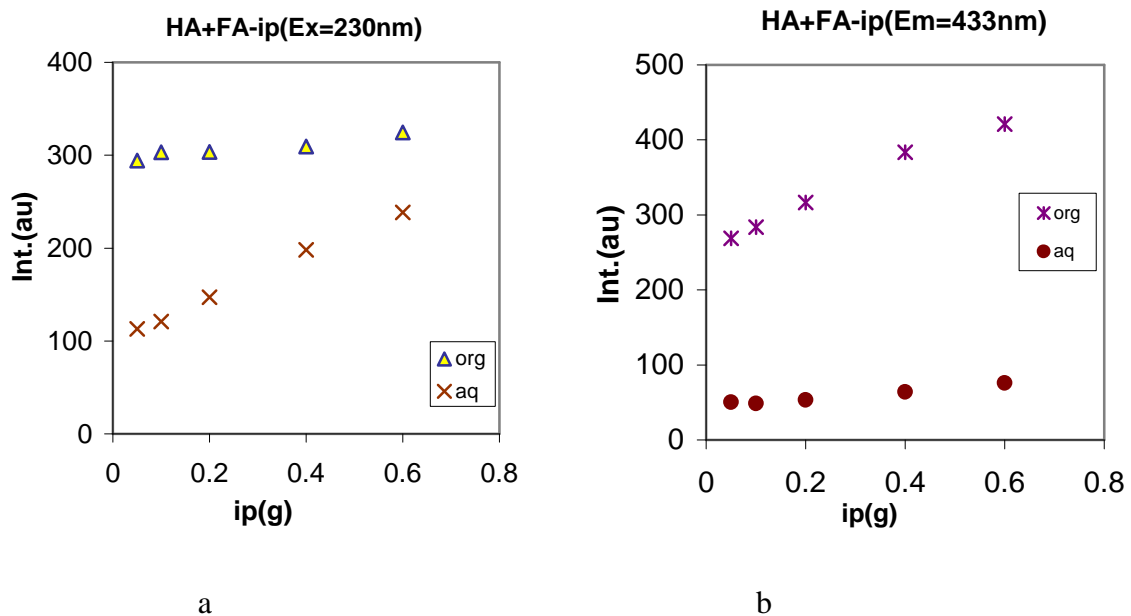 HA+FA-ip(Ex=230nm)
400
300
200
100
0
Int.(au)
0 0.2 0.4 0.6 0.8
ip(g)
org
aq
a
HA+FA-ip(Em=433nm)
500
400
300
200
100
0
Int.(au)
0 0.2 0.4 0.6 0.8
ip(g)
org
aq
b